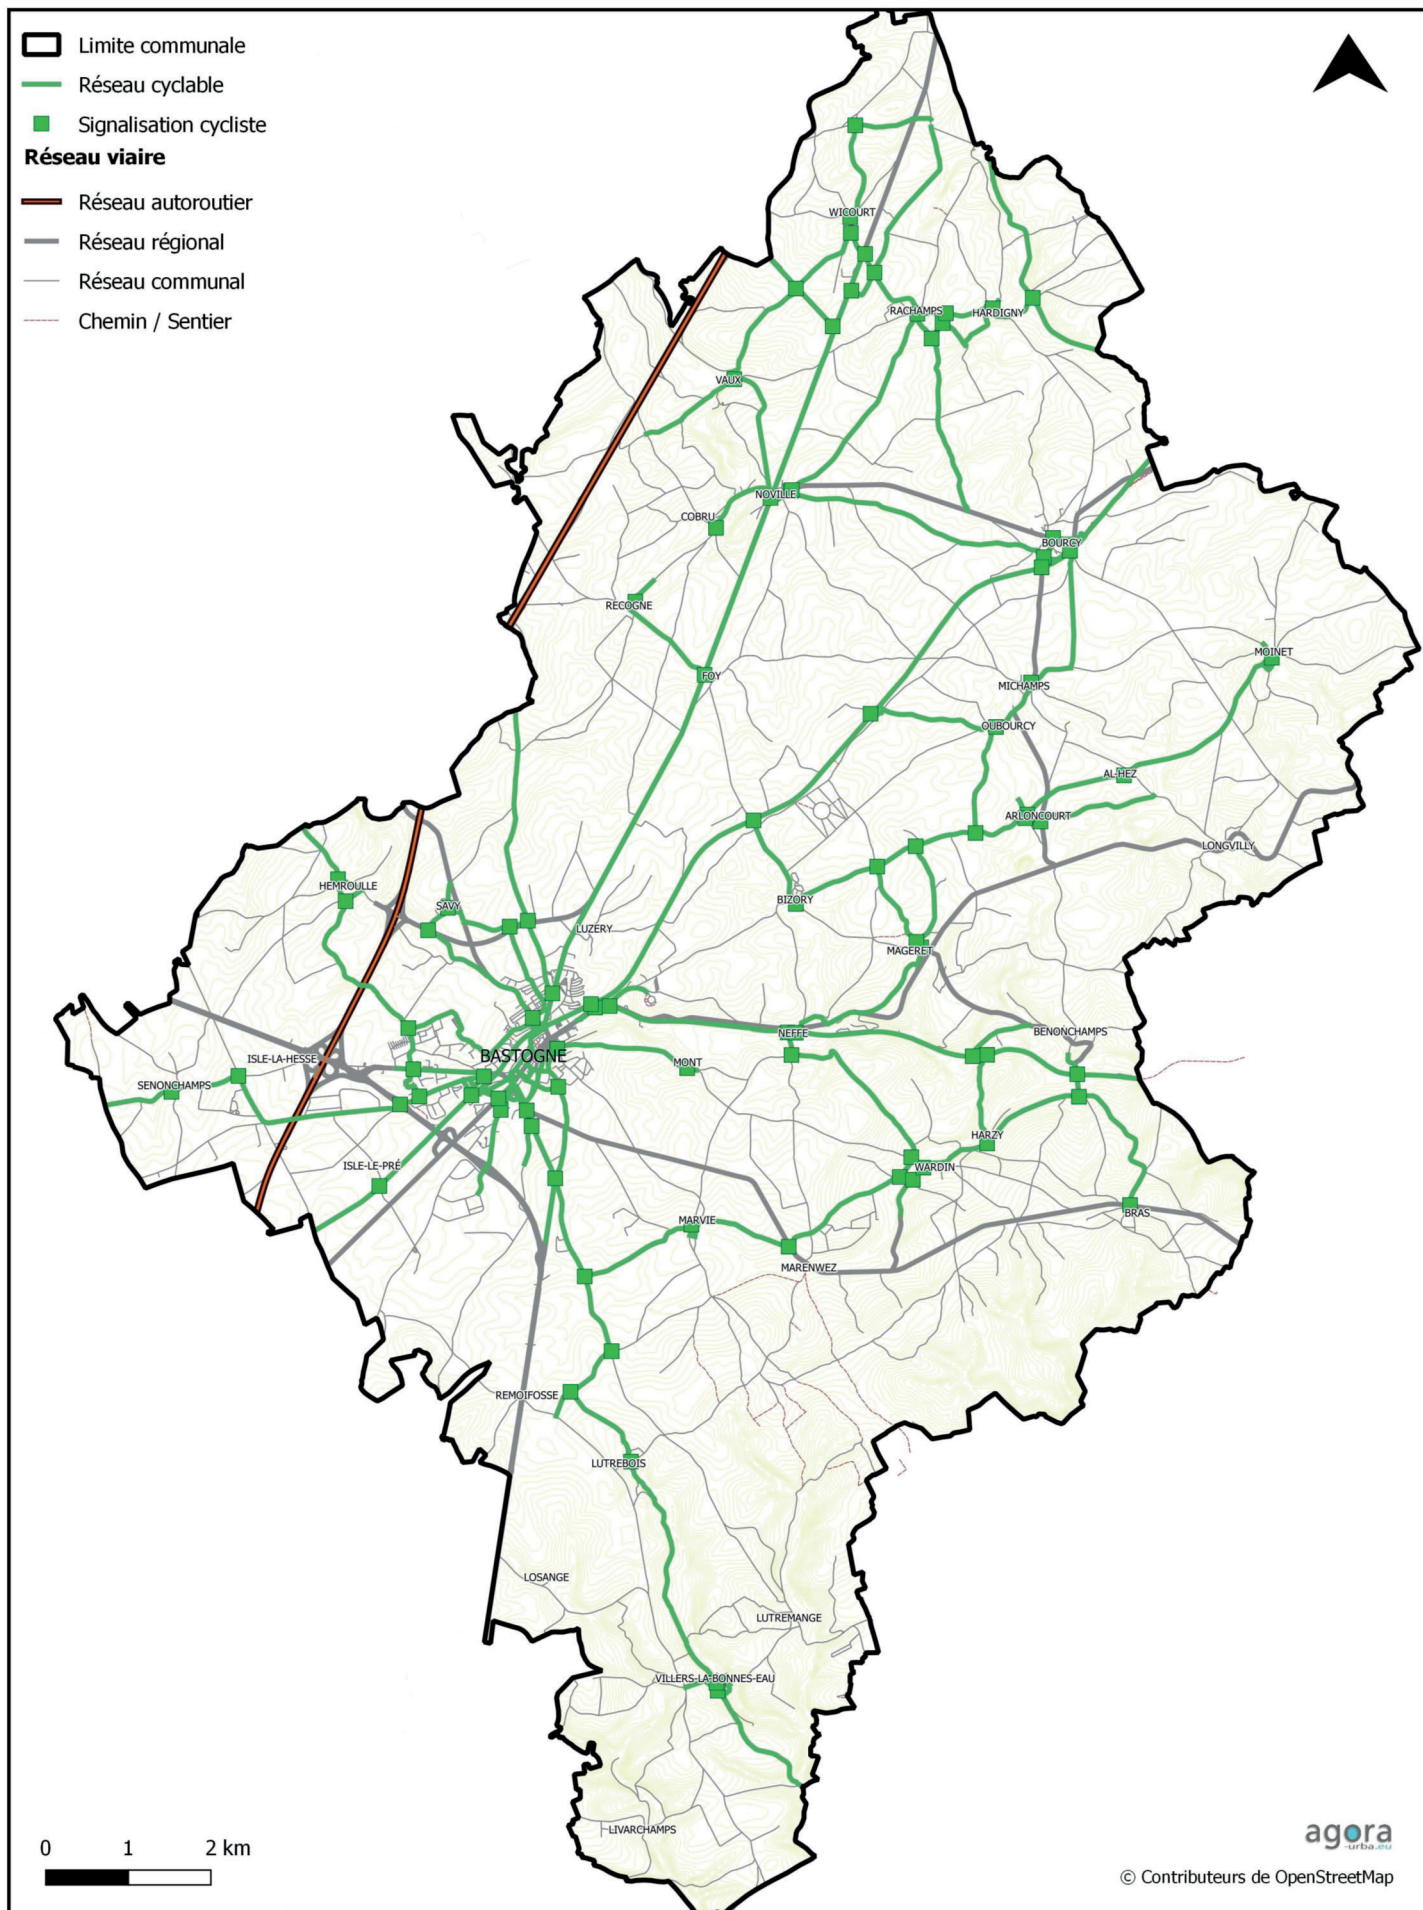 Limite communale
Réseau cyclable
Signalisation cycliste
Réseau viaire
Réseau autoroutier
Réseau régional
Réseau communal
Chemin / Sentier
WICOURT
RACHAMPS
HARDIGNY
VAUX
NOVILLE
COBRU
BOURCY
RECOGNE
MOINET
FOY
MICHAMPS
OUBOURCY
AL-HEZ
ARLONCOURT
LONGVILLY
HEMROULLE
SAVY
BIZORY
LUZERY
MAGERET
NEFFE
BENONCHAMPS
ISLE-LA-HESSE
BASTOGNE
MONT
SENONCHAMPS
HARZY
ISLE-LE-PRÉ
WARDIN
BRAS
MARVIE
MARENWEZ
REMOIFOSSE
LUTREBOIS
LOSANGE
LUTREMANGE
VILLERS-LA-BONNES-EAU
LIVARCHAMPS
0 1 2 km
agora
-urba.eu
© Contributeurs de OpenStreetMap